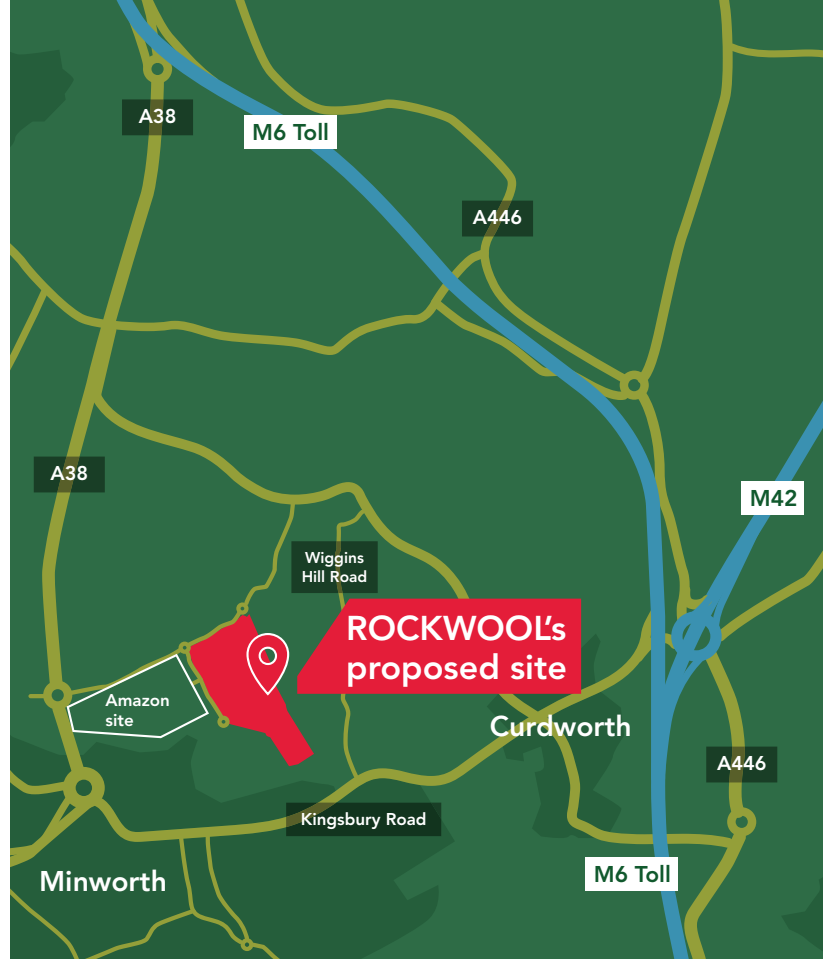 A38
M6 Toll
A446
A38
M42
Wiggins
Hill Road
ROCKWOOL's
proposed site
Amazon
site
Curdworth
A446
Kingsbury Road
M6 Toll
Minworth